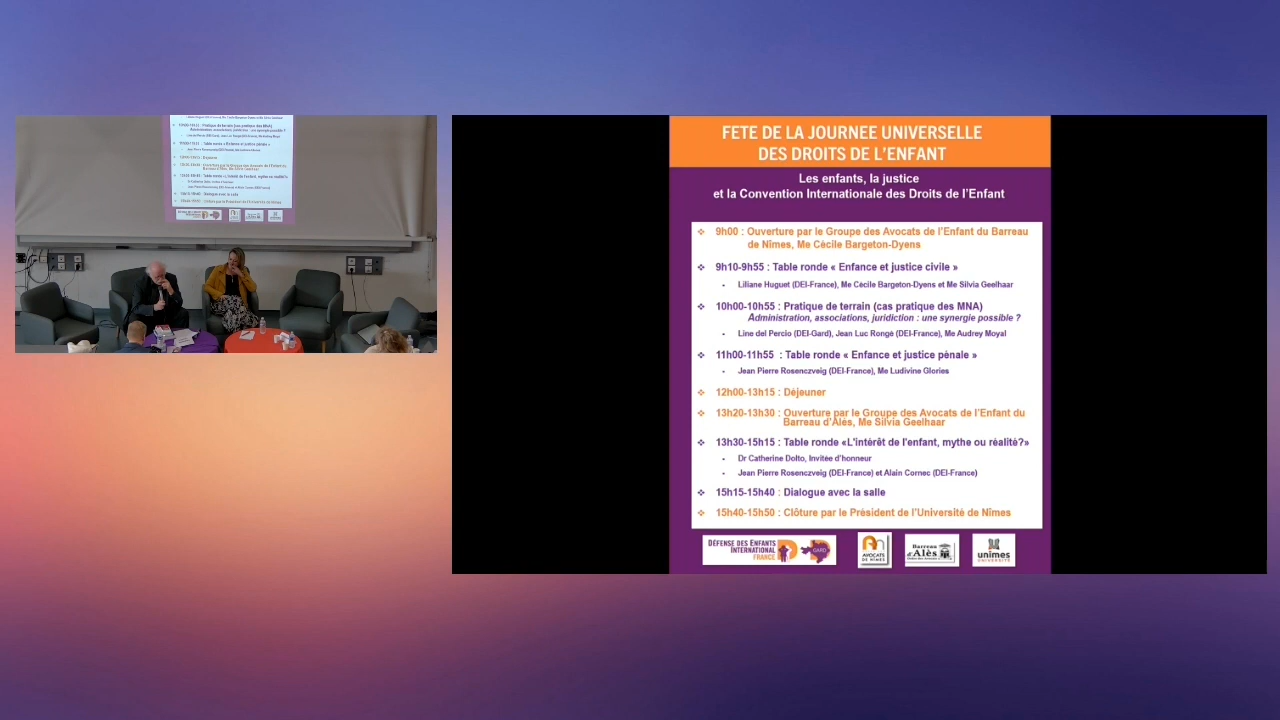 FETE DE LA JOURNEE UNIVERSELLE
DES DROITS DE L'ENFANT
Les enfants, la justice
et la Convention Internationale des Droits de l'Enfant
9h00 : Ouverture par le Groupe des Avocats de l'Enfant du Barreau
de Nîmes, Me Cécile Bargeton-Dyens
9h10-9h55 : Table ronde « Enfance et justice civile »
Liliane Huguet (DEI-France), Me Cécile Bargeton-Dyens et Me Silvia Geelhaar
10h00-10h55 : Pratique de terrain (cas pratique des MNA)
Administration, associations, juridiction : une synergie possible ?
Line del Percio (DEI-Gard), Jean Luc Rongé (DEI-France), Me Audrey Moyal
11h00-11h55 : Table ronde « Enfance et justice pénale »
Jean Pierre Rosenczveig (DEI-France), Me Ludivine Glories
12h00-13h15 : Déjeuner
13h20-13h30 : Ouverture par le Groupe des Avocats de l'Enfant du
Barreau d'Alès, Me Silvia Geelhaar
13h30-15h15 : Table ronde «L'intérêt de l'enfant, mythe ou réalité?»
Dr Catherine Dolto, Invitée d'honneur
Jean Pierre Rosenczveig (DEI-France) et Alain Cornec (DEI-France)
15h15-15h40 : Dialogue avec la salle
15h40-15h50 : Clôture par le Président de l'Université de Nîmes
DÉFENSE DES ENFANTS
INTERNATIONAL
FRANCE
GARD
AVOCATS
DE NÎMES
Barreau
d'Alès
unîmes
UNIVERSITÉ